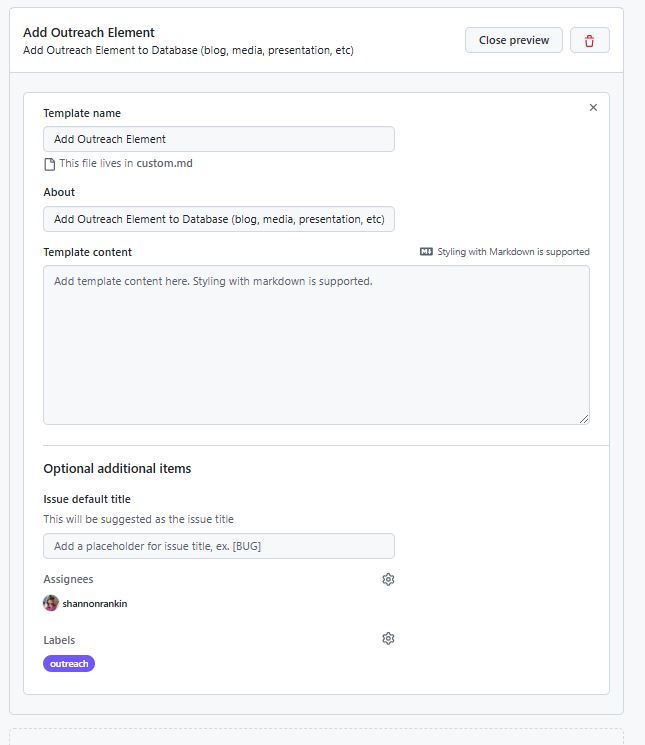 Add Outreach Element
Add Outreach Element to Database (blog, media, presentation, etc)
Close preview
Template name
Add Outreach Element
This file lives in custom.md
About
Add Outreach Element to Database (blog, media, presentation, etc)
Template content
Styling with Markdown is supported
Add template content here. Styling with markdown is supported.
Optional additional items
Issue default title
This will be suggested as the issue title
Add a placeholder for issue title, ex. [BUG]
Assignees
shannonrankin
Labels
outreach